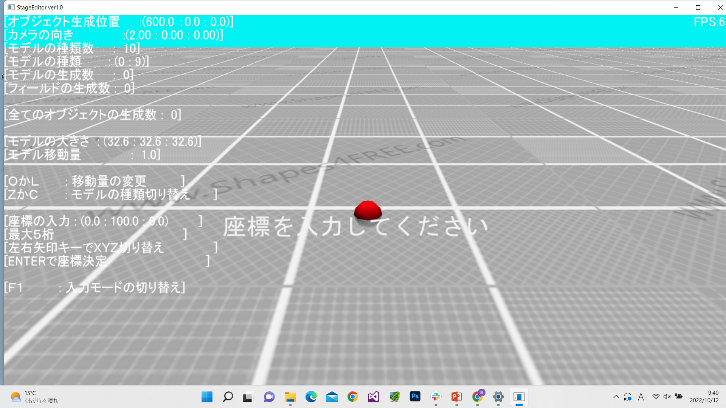 StageEditor ver1.0
[オブジェクト生成位置 :(600.0 : 0.0 : 0.0)]
FPS 6
[カメラの向き :(2.00 : 0.00 : 0.00)]
[モデルの種類数 : 10]
[モデルの種類 : (0 : 9)]
[モデルの生成数 : 0]
[フィールドの生成数 : 0]
[全てのオブジェクトの生成数 : 0]
[モデルの大きさ : (32.6 : 32.6 : 32.6)]
[モデル移動量 : 1.0]
[OかL : 移動量の変更 ]
[ZかC : モデルの種類切り替え ]
[座標の入力 : (0.0 : 100.0 : 0.0) ]
座標を入力してください
[最大5桁 ]
[左右矢印キーでXYZ切り替え ]
[ENTERで座標決定 ]
[F1 : 入力モードの切り替え]
Shapes4FREE.com
9:40
2022/10/12